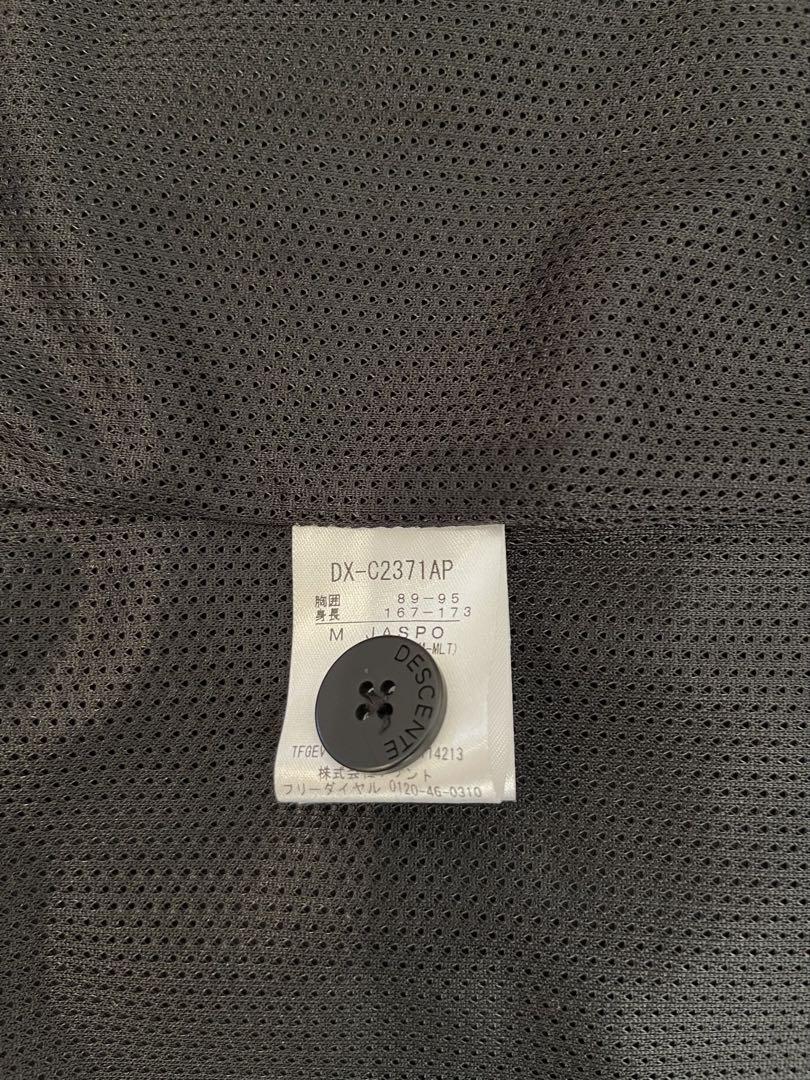 DX-C2371AP
胸囲 89-95
身長 167-173
M JASPO
M-MLT)
DESCENTE
TFGEV
14213
株式会社 ント
フリーダイヤル 0120-46-0310